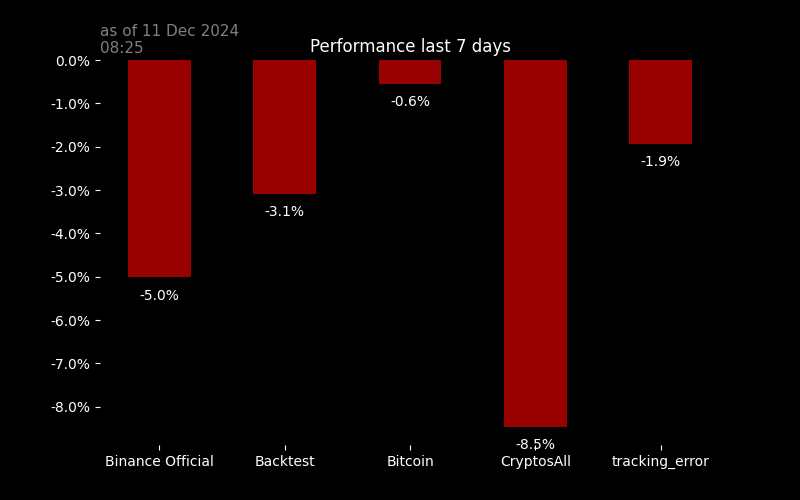 as of 11 Dec 2024
08:25
Performance last 7 days
0.0%
-1.0%
-2.0%
-3.0%
-4.0%
-5.0%
-6.0%
-7.0%
-8.0%
-5.0%
-3.1%
-0.6%
-8.5%
-1.9%
Binance Official
Backtest
Bitcoin
CryptosAll
tracking_error